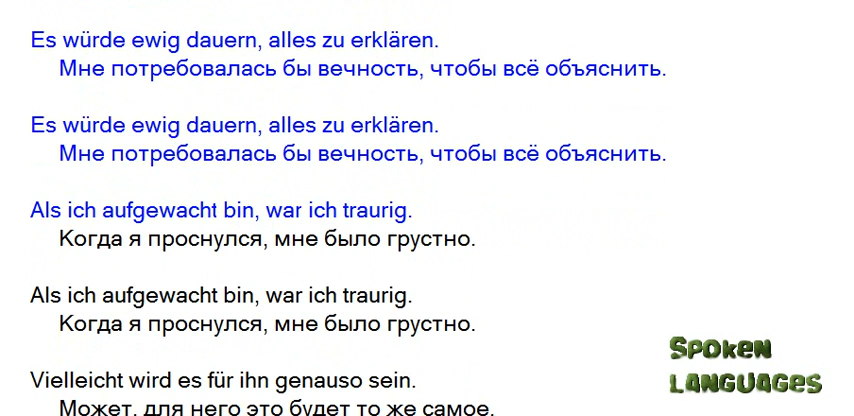 Es würde ewig dauern, alles zu erklären.
Мне потребовалась бы вечность, чтобы всё объяснить.
Es würde ewig dauern, alles zu erklären.
Мне потребовалась бы вечность, чтобы всё объяснить.
Als ich aufgewacht bin, war ich traurig.
Когда я проснулся, мне было грустно.
Als ich aufgewacht bin, war ich traurig.
Когда я проснулся, мне было грустно.
Vielleicht wird es für ihn genauso sein.
Может, для него это будет то же самое.
Spoken
Languages